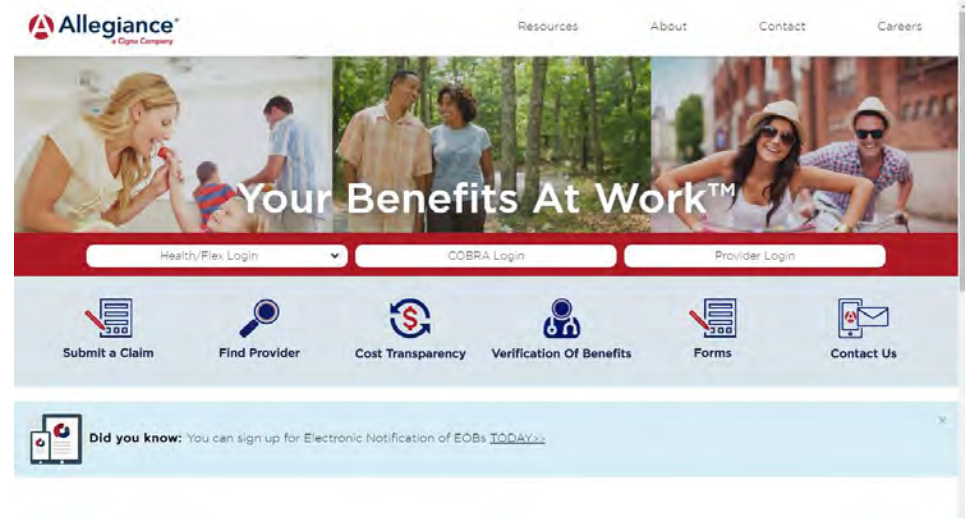 Allegiance®
a Cigna Company
Resources About Contact Careers
Your Benefits At Work™
Health/Flex Login COBRA Login Provider Login
Submit a Claim Find Provider Cost Transparency Verification Of Benefits Forms Contact Us
Did you know: You can sign up for Electronic Notification of EOBs TODAY>>